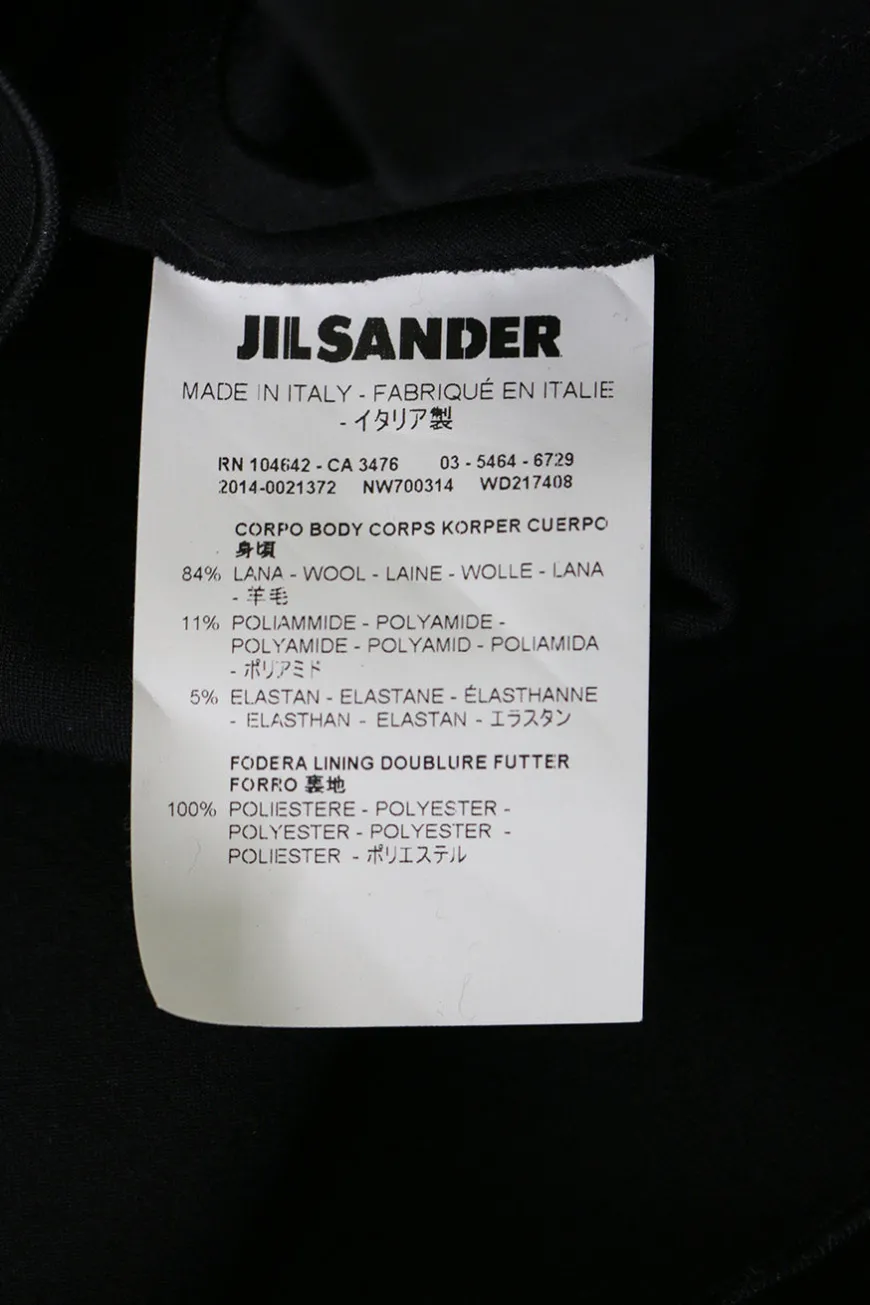 JIL SANDER
MADE IN ITALY - FABRIQUÉ EN ITALIE
- イタリア製
RN 104642 - CA 3476 03 - 5464 - 6729
2014-0021372 NW700314 WD217408
CORPO BODY CORPS KORPER CUERPO
身頃
84% LANA - WOOL - LAINE - WOLLE - LANA
- 羊毛
11% POLIAMMIDE - POLYAMIDE -
POLYAMIDE - POLYAMID - POLIAMIDA
- ポリアミド
5% ELASTAN - ELASTANE - ÉLASTHANNE
- ELASTHAN - ELASTAN - エラスタン
FODERA LINING DOUBLURE FUTTER
FORRO 裏地
100% POLIESTERE - POLYESTER -
POLYESTER - POLYESTER -
POLIESTER - ポリエステル